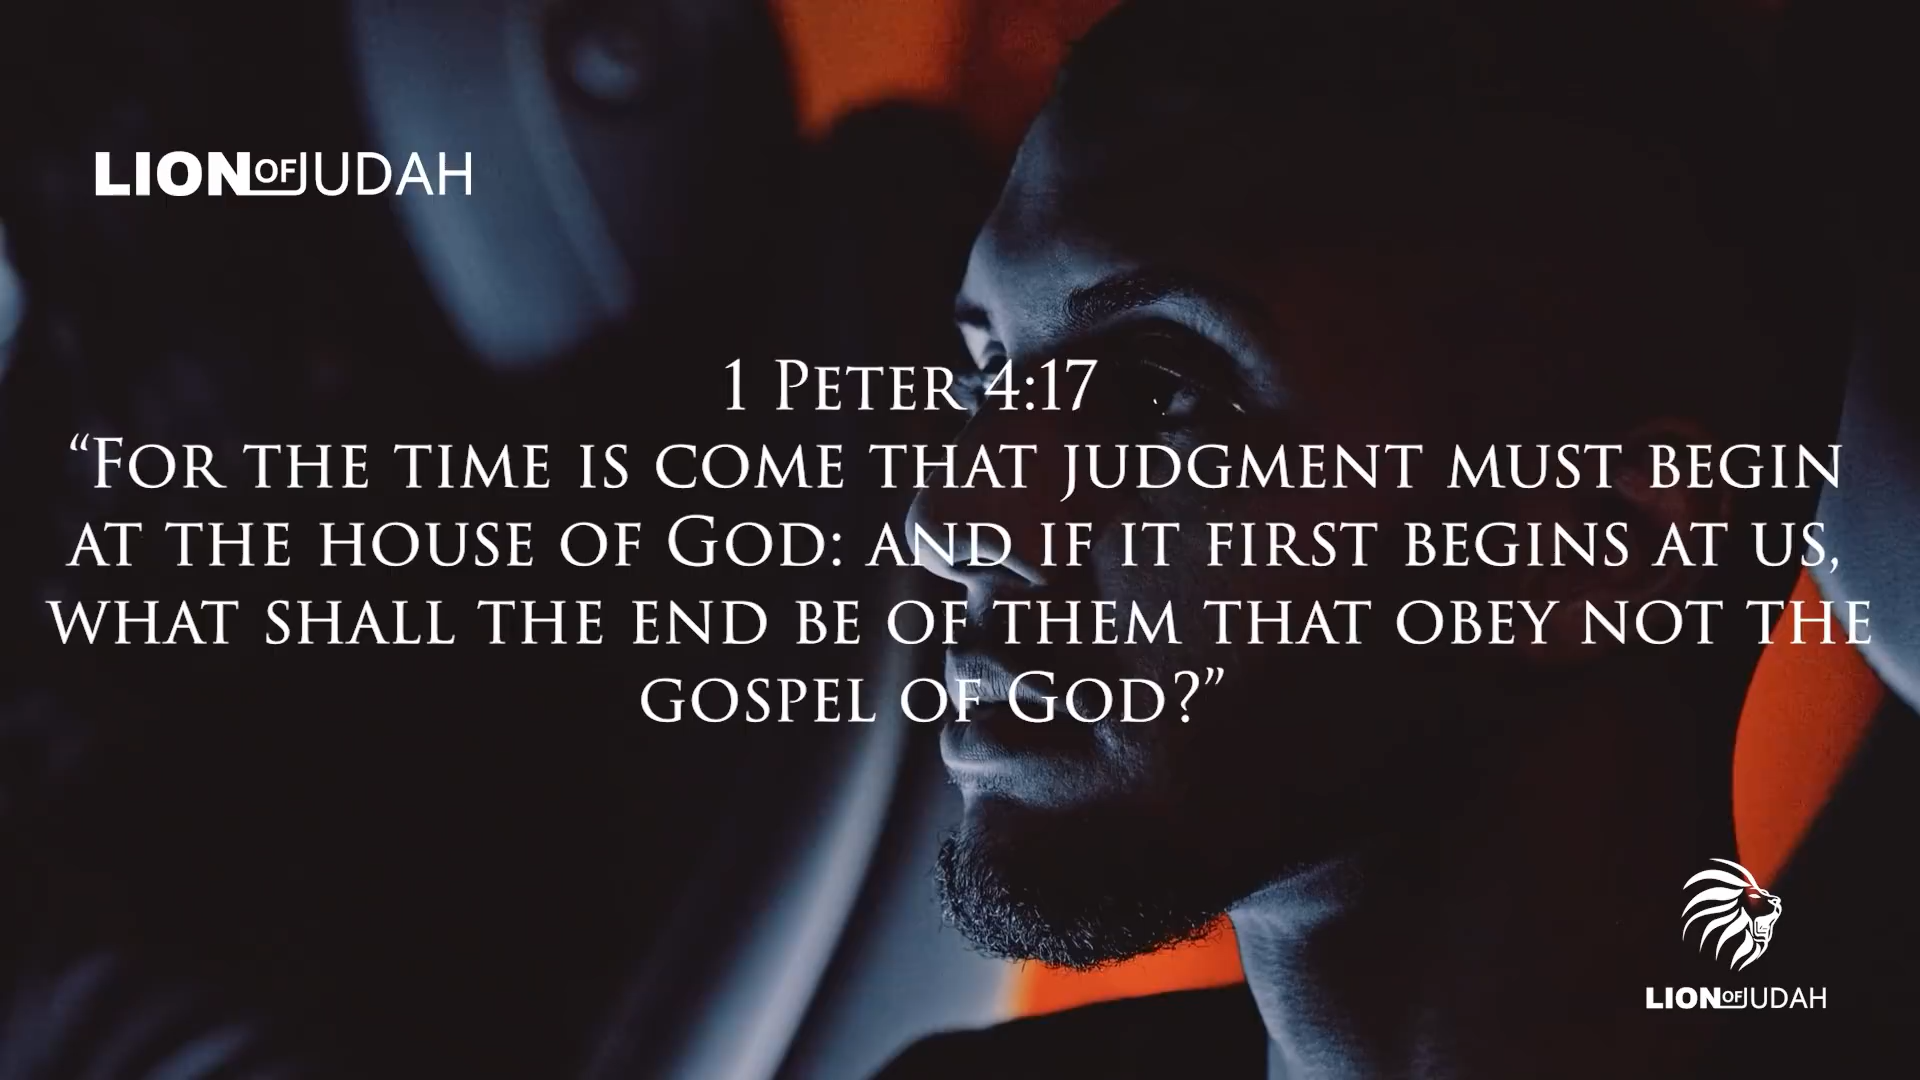 LION OF JUDAH
1 Peter 4:17
“For the time is come that judgment must begin
at the house of God: and if it first begins at us,
what shall the end be of them that obey not the
gospel of God?”
LION OF JUDAH